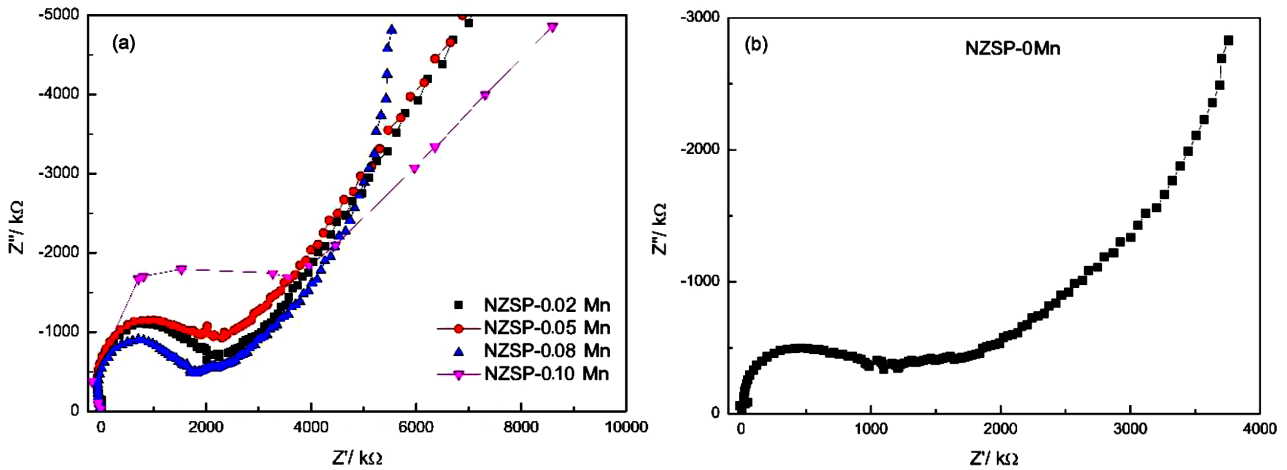 (a)
-5000
-4000
-3000
-2000
-1000
0
Z''/ kΩ
0 2000 4000 6000 8000 10000
Z'/ kΩ
NZSP-0.02 Mn
NZSP-0.05 Mn
NZSP-0.08 Mn
NZSP-0.10 Mn
(b)
NZSP-0Mn
-3000
-2000
-1000
0
Z''/ kΩ
0 1000 2000 3000 4000
Z'/ kΩ